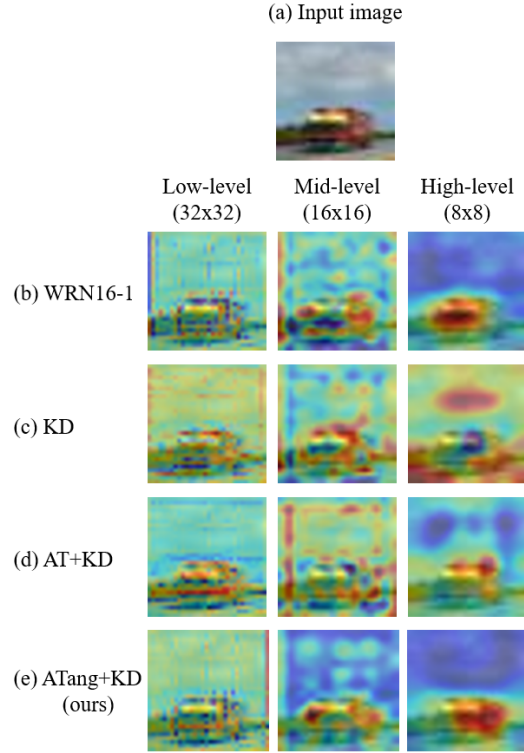 (a) Input image
Low-level Mid-level High-level
(32x32) (16x16) (8x8)
(b) WRN16-1
(c) KD
(d) AT+KD
(e) ATang+KD
(ours)